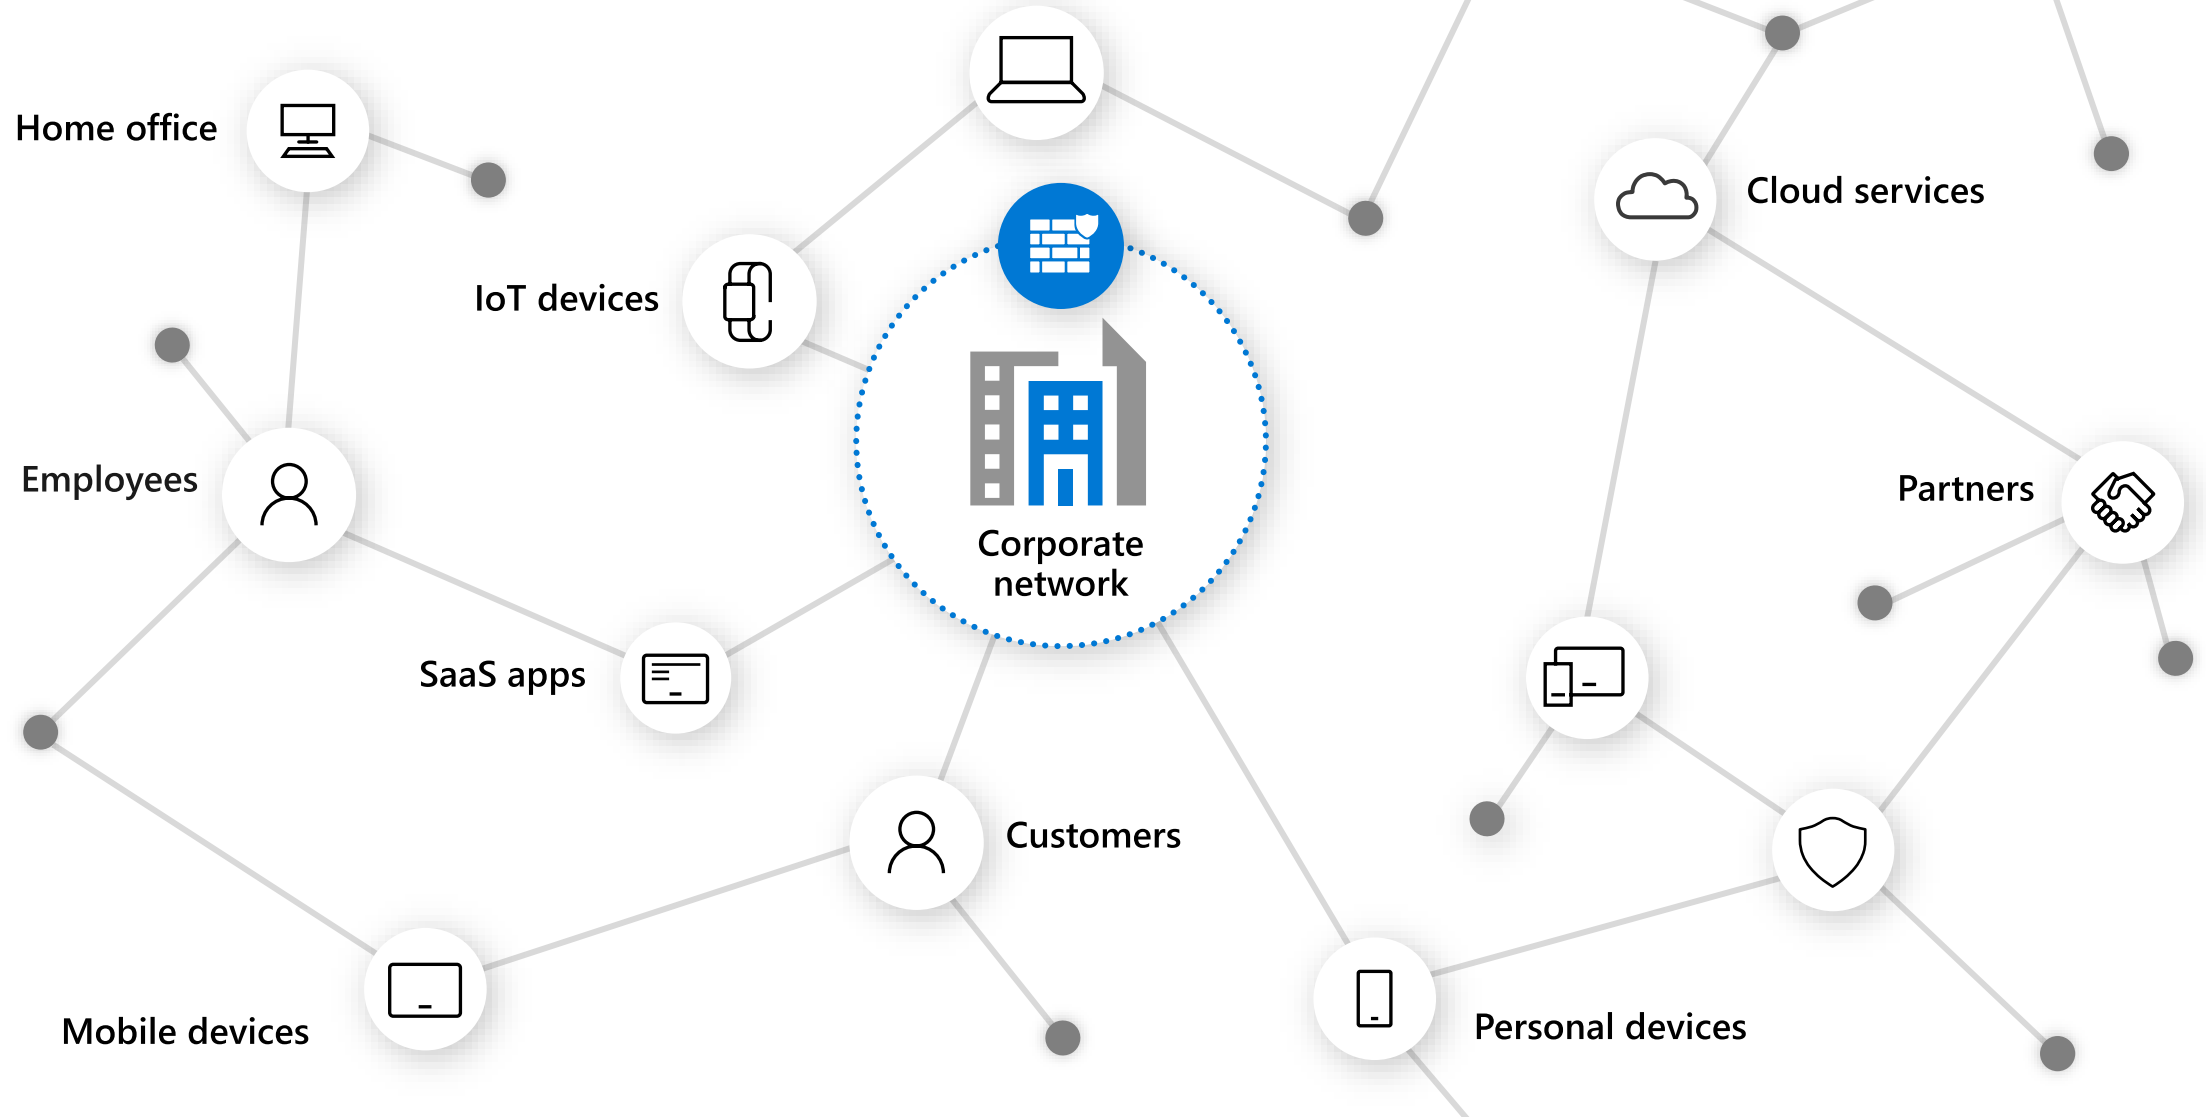 Home office
Cloud services
IoT devices
Employees
Partners
Corporate
network
SaaS apps
Customers
Mobile devices
Personal devices